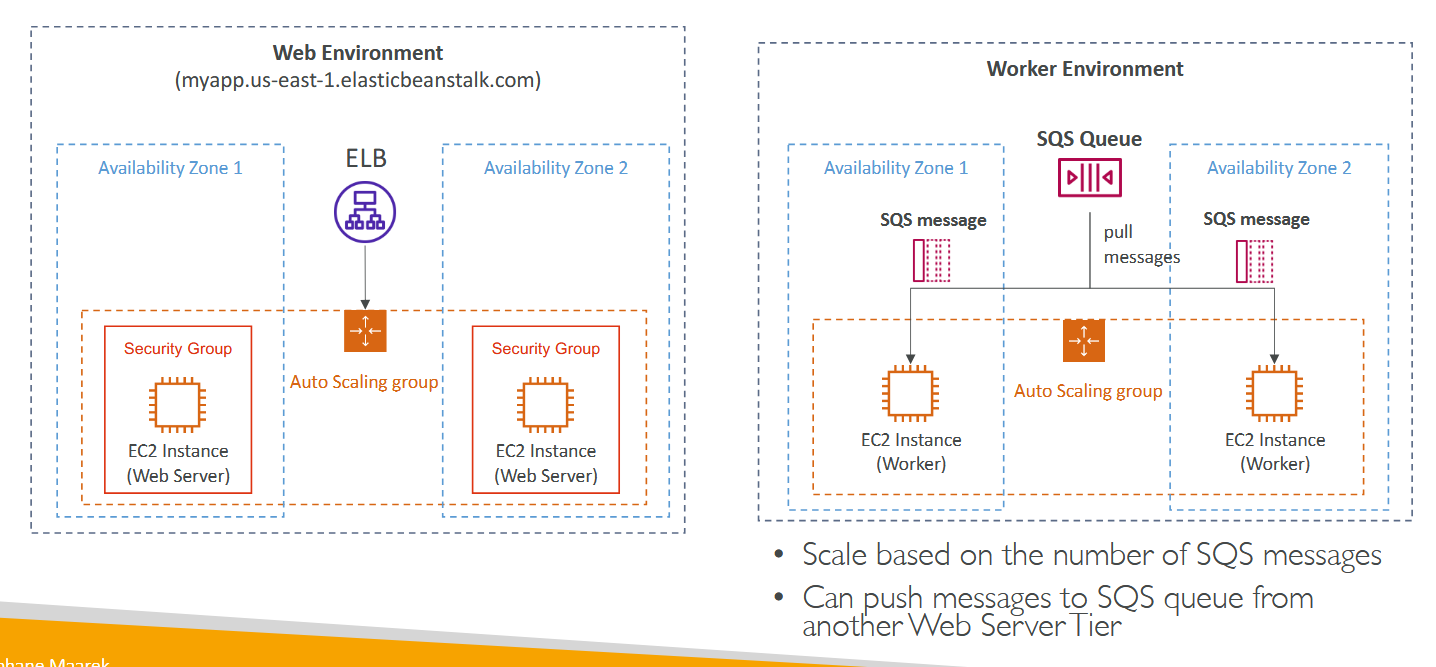 Web Environment
(myapp.us-east-1.elasticbeanstalk.com)
Availability Zone 1
ELB
Availability Zone 2
Security Group
Security Group
Auto Scaling group
EC2 Instance
(Web Server)
EC2 Instance
(Web Server)
Worker Environment
SQS Queue
Availability Zone 1
Availability Zone 2
SQS message
SQS message
pull
messages
Auto Scaling group
EC2 Instance
(Worker)
EC2 Instance
(Worker)
• Scale based on the number of SQS messages
• Can push messages to SQS queue from
another Web Server Tier
Maarek